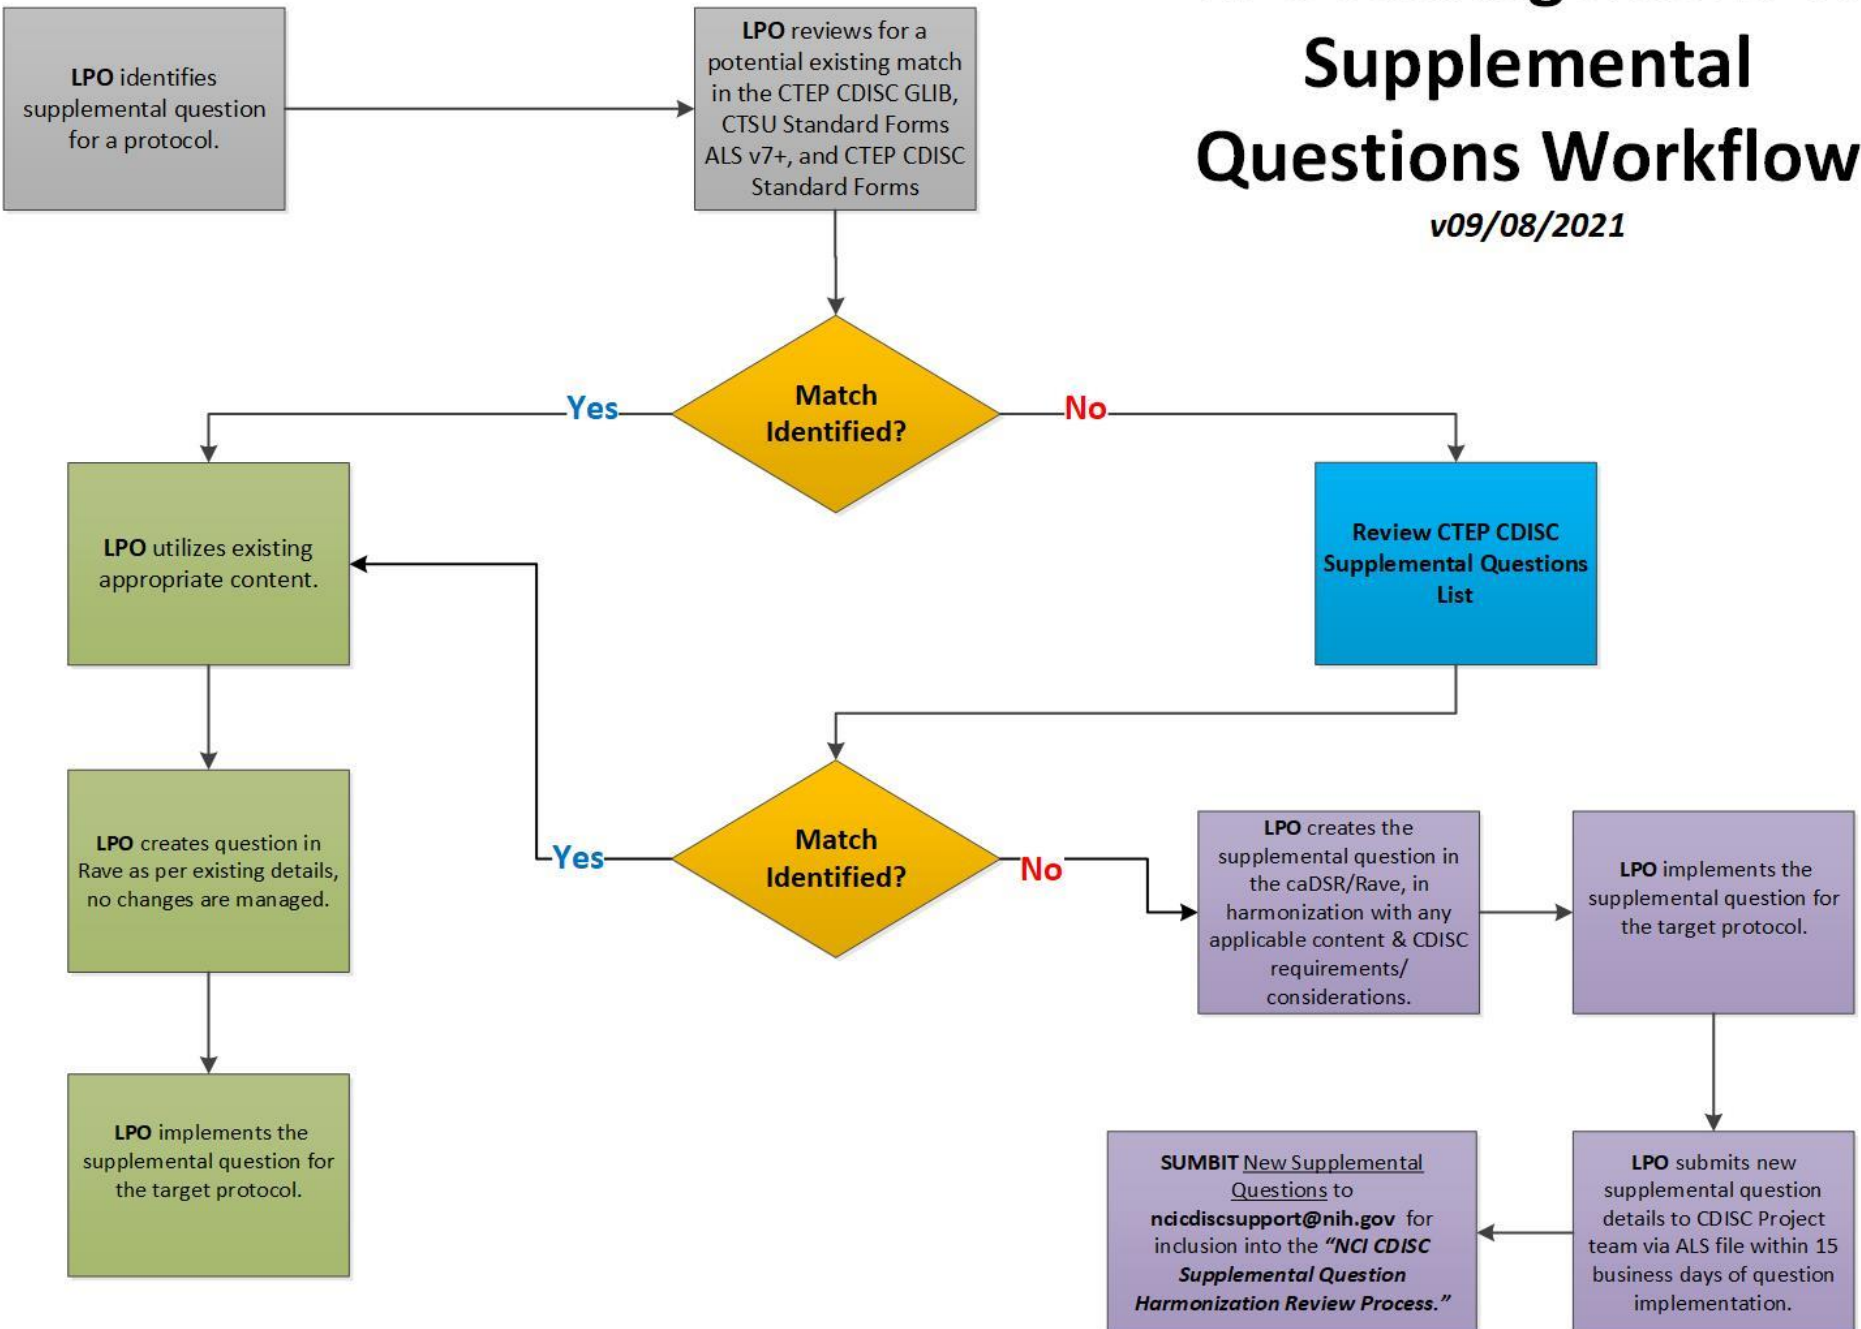 Supplemental
Questions Workflow
v09/08/2021
LPO identifies
supplemental question
for a protocol.
LPO reviews for a
potential existing match
in the CTEP CDISC GLIB,
CTSU Standard Forms
ALS v7+, and CTEP CDISC
Standard Forms
Match
Identified?
Yes
No
LPO utilizes existing
appropriate content.
Review CTEP CDISC
Supplemental Questions
List
LPO creates question in
Rave as per existing details,
no changes are managed.
Match
Identified?
Yes
No
LPO creates the
supplemental question in
the caDSR/Rave, in
harmonization with any
applicable content & CDISC
requirements/
considerations.
LPO implements the
supplemental question for
the target protocol.
LPO implements the
supplemental question for
the target protocol.
SUMBIT New Supplemental
Questions to
ncicdiscsupport@nih.gov for
inclusion into the “NCI CDISC
Supplemental Question
Harmonization Review Process.”
LPO submits new
supplemental question
details to CDISC Project
team via ALS file within 15
business days of question
implementation.